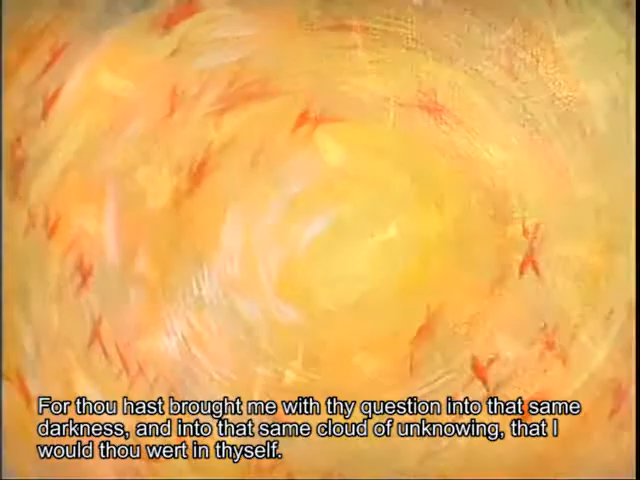 For thou hast brought me with thy question into that same
darkness, and into that same cloud of unknowing, that I
would thou wert in thyself.